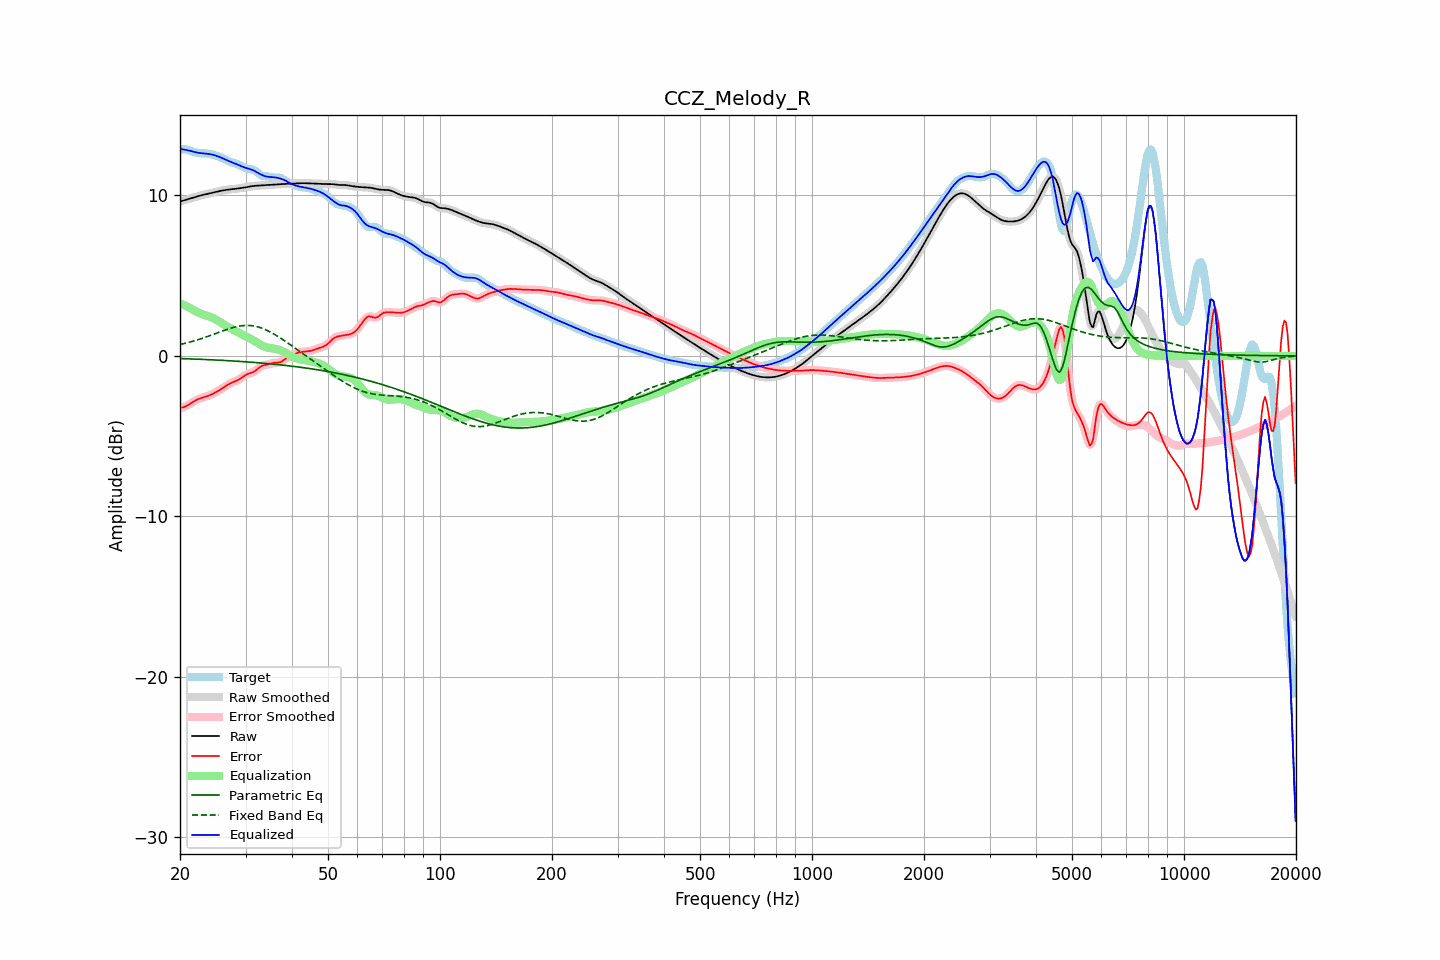 CCZ_Melody_R
Amplitude (dBr)
10
0
−10
−20
−30
Target
Raw Smoothed
Error Smoothed
Raw
Error
Equalization
Parametric Eq
Fixed Band Eq
Equalized
20 50 100 200 500 1000 2000 5000 10000 20000
Frequency (Hz)